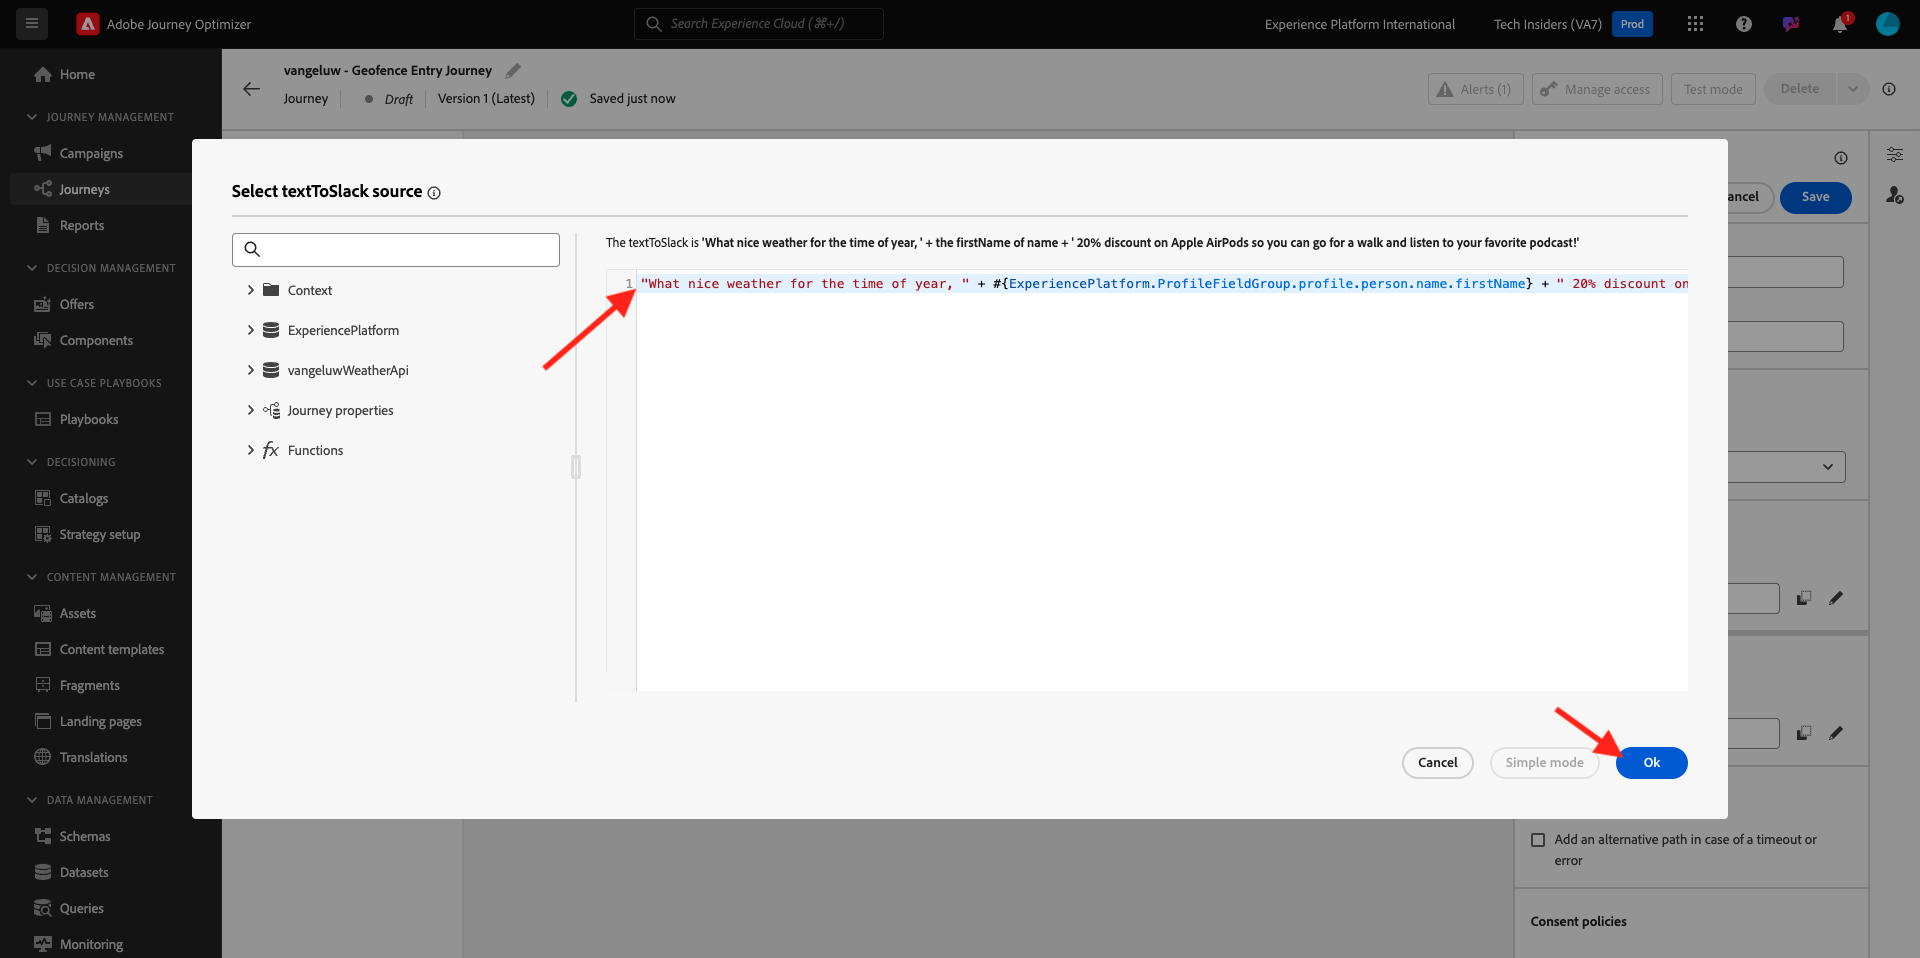 Adobe Journey Optimizer
Search Experience Cloud (⌘+/)
Experience Platform International
Tech Insiders (VA7)
Prod
1
Home
JOURNEY MANAGEMENT
Campaigns
Journeys
Reports
DECISION MANAGEMENT
Offers
Components
USE CASE PLAYBOOKS
Playbooks
DECISIONING
Catalogs
Strategy setup
CONTENT MANAGEMENT
Assets
Content templates
Fragments
Landing pages
Translations
DATA MANAGEMENT
Schemas
Datasets
Queries
Monitoring
vangeluw - Geofence Entry Journey
Journey
Draft
Version 1 (Latest)
Saved just now
Alerts (1)
Manage access
Test mode
Delete
ancel
Save
Select textToSlack source
Context
ExperiencePlatform
vangeluwWeatherApi
Journey properties
Functions
The textToSlack is 'What nice weather for the time of year, ' + the firstName of name + ' 20% discount on Apple AirPods so you can go for a walk and listen to your favorite podcast!'
1
"What nice weather for the time of year, " + #{ExperiencePlatform.ProfileFieldGroup.profile.person.name.firstName} + " 20% discount on
Cancel
Simple mode
Ok
Add an alternative path in case of a timeout or
error
Consent policies